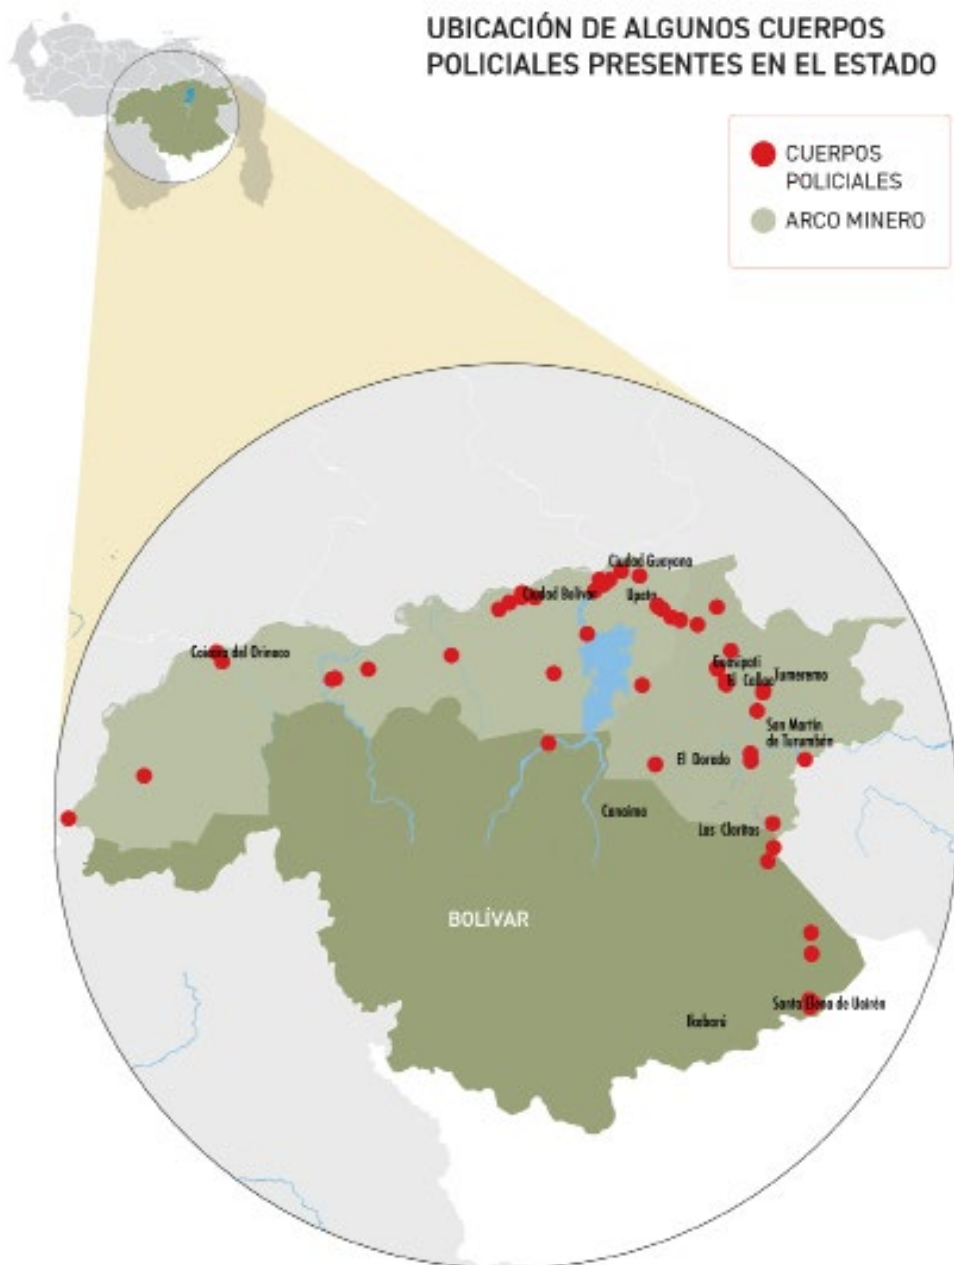 UBICACIÓN DE ALGUNOS CUERPOS
POLICIALES PRESENTES EN EL ESTADO
CUERPOS
POLICIALES
ARCO MINERO
Ciudad Guayana
Ciudad Bolívar
Upata
Caicara del Orinoco
Guasipati
El Callao
Tumeremo
San Martín
de Turumbán
El Dorado
Canaima
Las Claritas
BOLÍVAR
Santa Elena de Uairén
Ikabarú